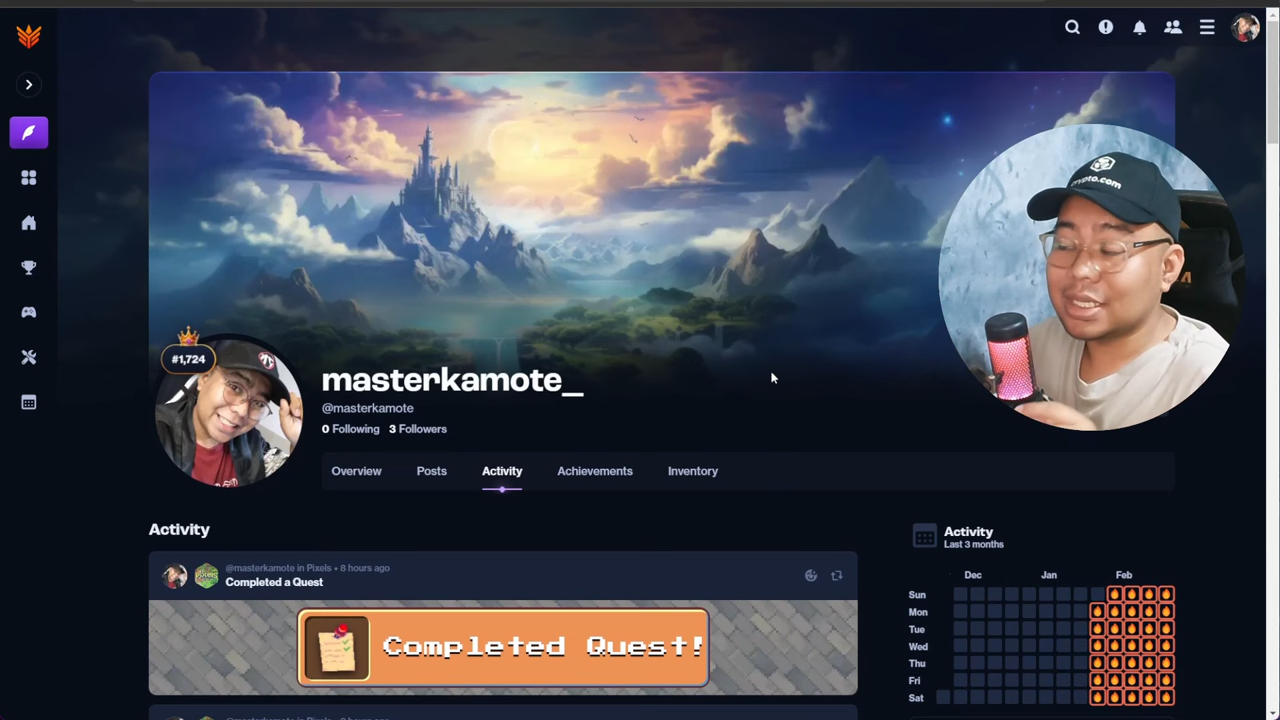 crypto.com
#1,724
masterkamote_
@masterkamote
0 Following 3 Followers
Overview Posts Activity Achievements Inventory
Activity
@masterkamote in Pixels • 8 hours ago
Completed a Quest
Completed Quest!
Activity
Last 3 months
Dec Jan Feb
Sun
Mon
Tue
Wed
Thu
Fri
Sat